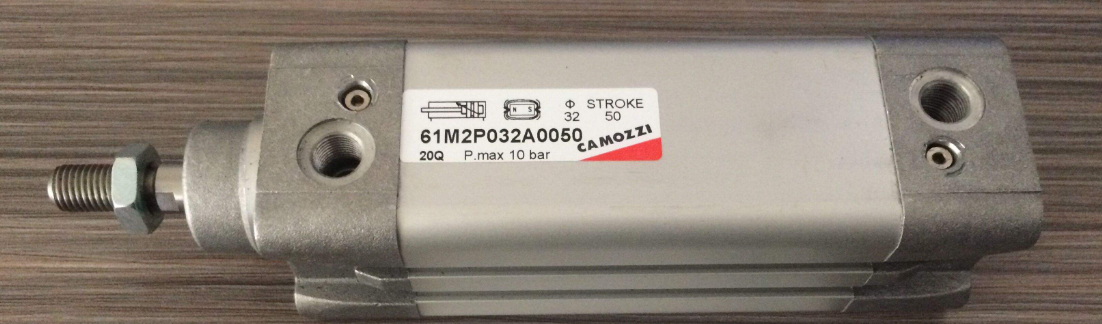 N S Φ STROKE
32 50
61M2P032A0050
20Q P.max 10 bar CAMOZZI